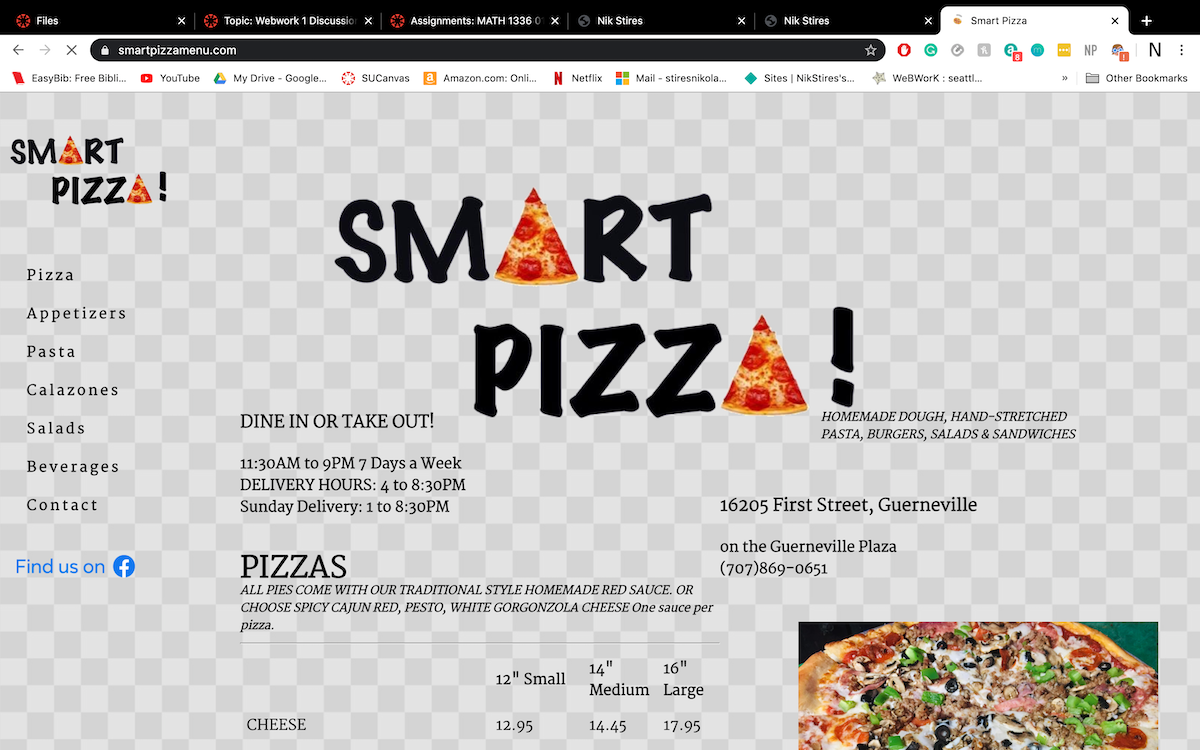 Files
Topic: Webwork 1 Discussion
Assignments: MATH 1336 01
Nik Stires
Nik Stires
Smart Pizza
smartpizzamenu.com
8
NP
!
N
EasyBib: Free Bibli...
YouTube
My Drive - Google...
SUCanvas
Amazon.com: Onli...
Netflix
Mail - stiresnikola...
Sites | NikStires's...
WeBWorK : seattl...
»
Other Bookmarks
SMART
PIZZA!
Pizza
Appetizers
Pasta
Calazones
Salads
Beverages
Contact
Find us on
SMART
PIZZA!
DINE IN OR TAKE OUT!
HOMEMADE DOUGH, HAND-STRETCHED
PASTA, BURGERS, SALADS & SANDWICHES
11:30AM to 9PM 7 Days a Week
DELIVERY HOURS: 4 to 8:30PM
Sunday Delivery: 1 to 8:30PM
16205 First Street, Guerneville
on the Guerneville Plaza
(707)869-0651
PIZZAS
ALL PIES COME WITH OUR TRADITIONAL STYLE HOMEMADE RED SAUCE. OR
CHOOSE SPICY CAJUN RED, PESTO, WHITE GORGONZOLA CHEESE One sauce per
pizza.
12" Small
14"
Medium
16"
Large
CHEESE 12.95 14.45 17.95